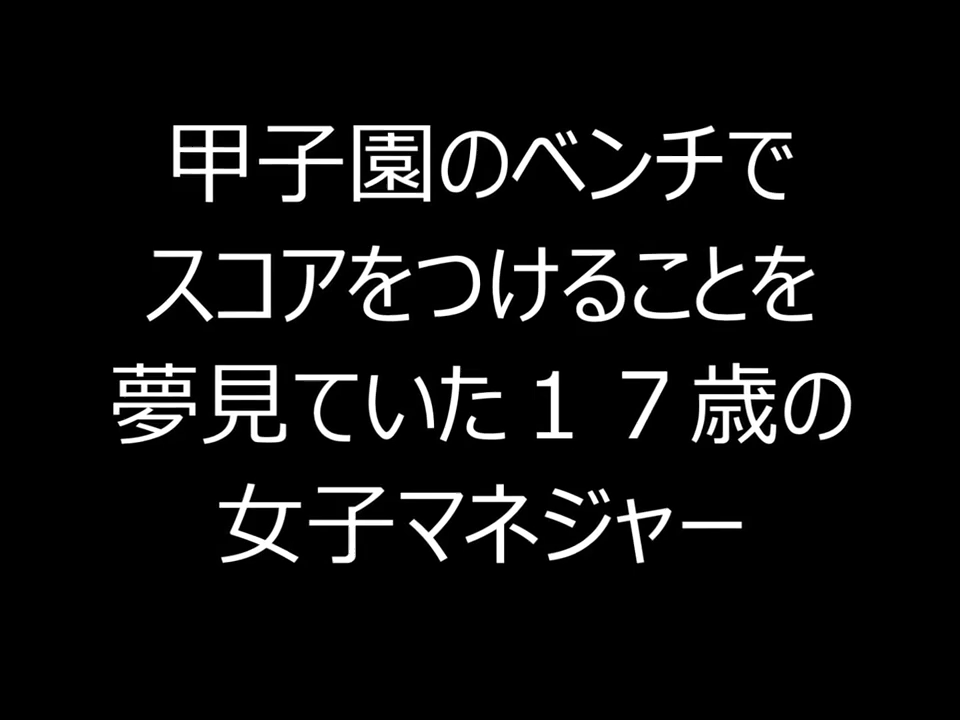 甲子園のベンチで
スコアをつけることを
夢見ていた１７歳の
女子マネジャー